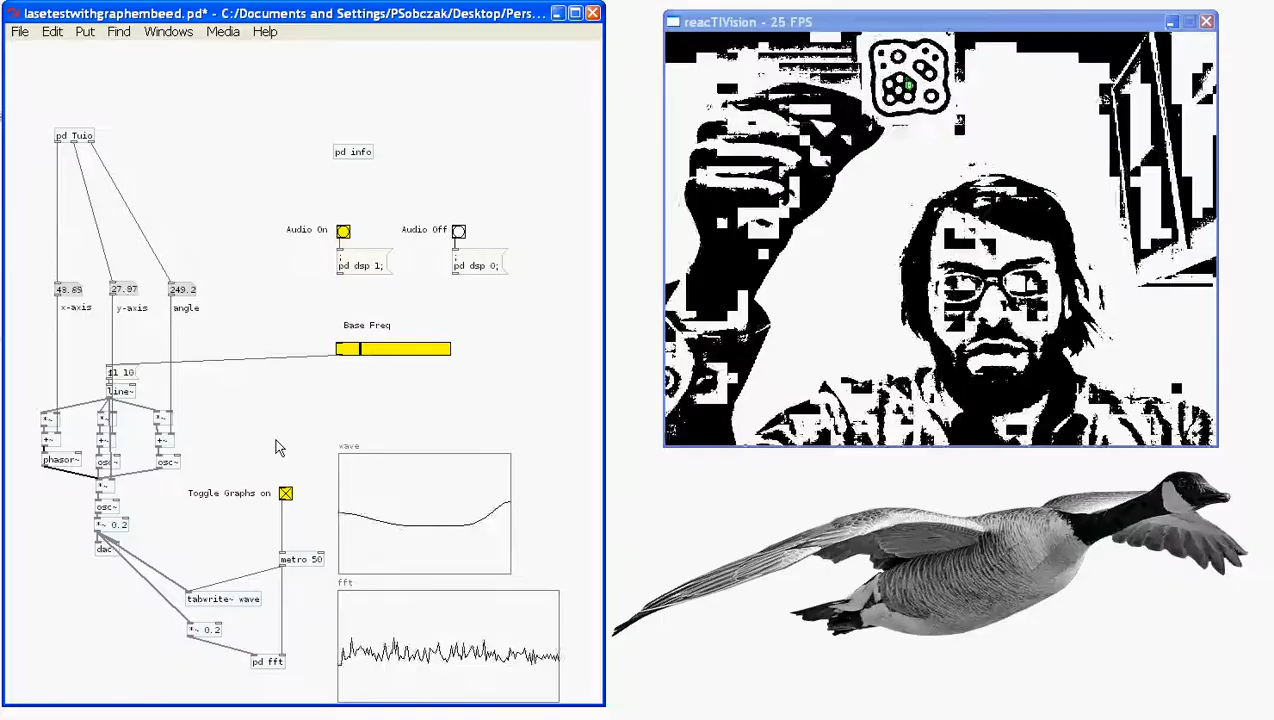 lasetestwithgraphembeed.pd* - C:/Documents and Settings/PSobczak/Desktop/Pers...
File Edit Put Find Windows Media Help
pd Tuio
pd info
Audio On
Audio Off
;
pd dsp 1;
;
pd dsp 0;
27.97
249.2
x-axis
y-axis
angle
Base Freq
f1 10
line~
*~
*~
*~
+~
+~
+~
phasor~
osc~
osc~
*~
osc~
*~ 0.2
dac~
Toggle Graphs on
metro 50
tabwrite~ wave
*~ 0.2
pd fft
wave
fft
reacTIVision - 25 FPS